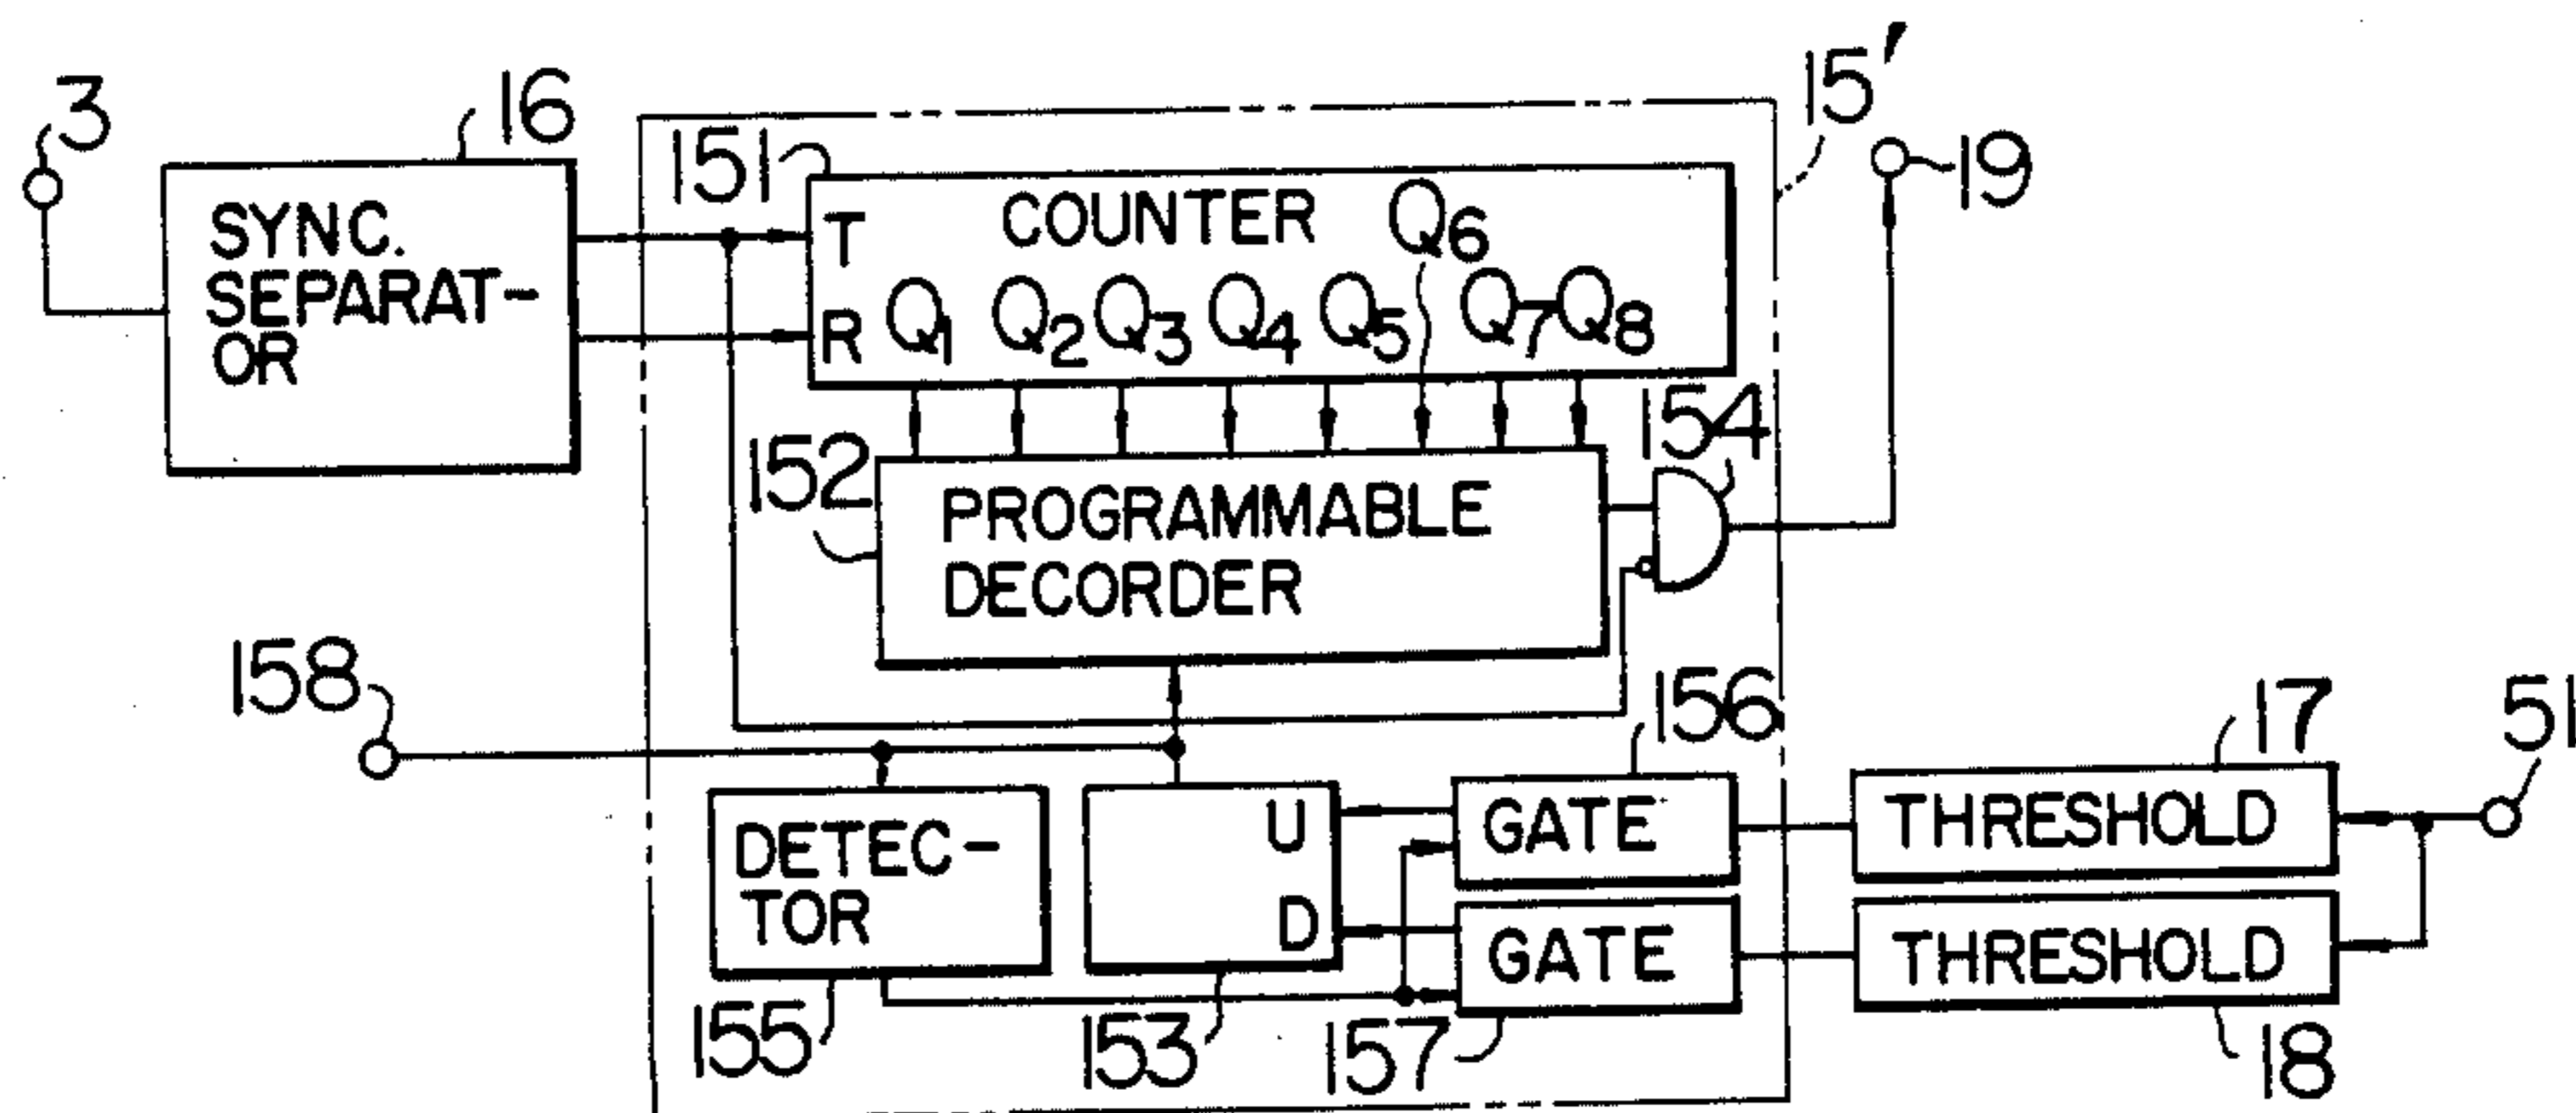 3
16
15'
SYNC.
SEPARAT-
OR
151
COUNTER
T
R
Q1 Q2 Q3 Q4 Q5 Q6 Q7 Q8
19
152
PROGRAMMABLE
DECORDER
154
158
156
17
51
DETEC-
TOR
U
D
GATE
THRESHOLD
GATE
THRESHOLD
155
153
157
18